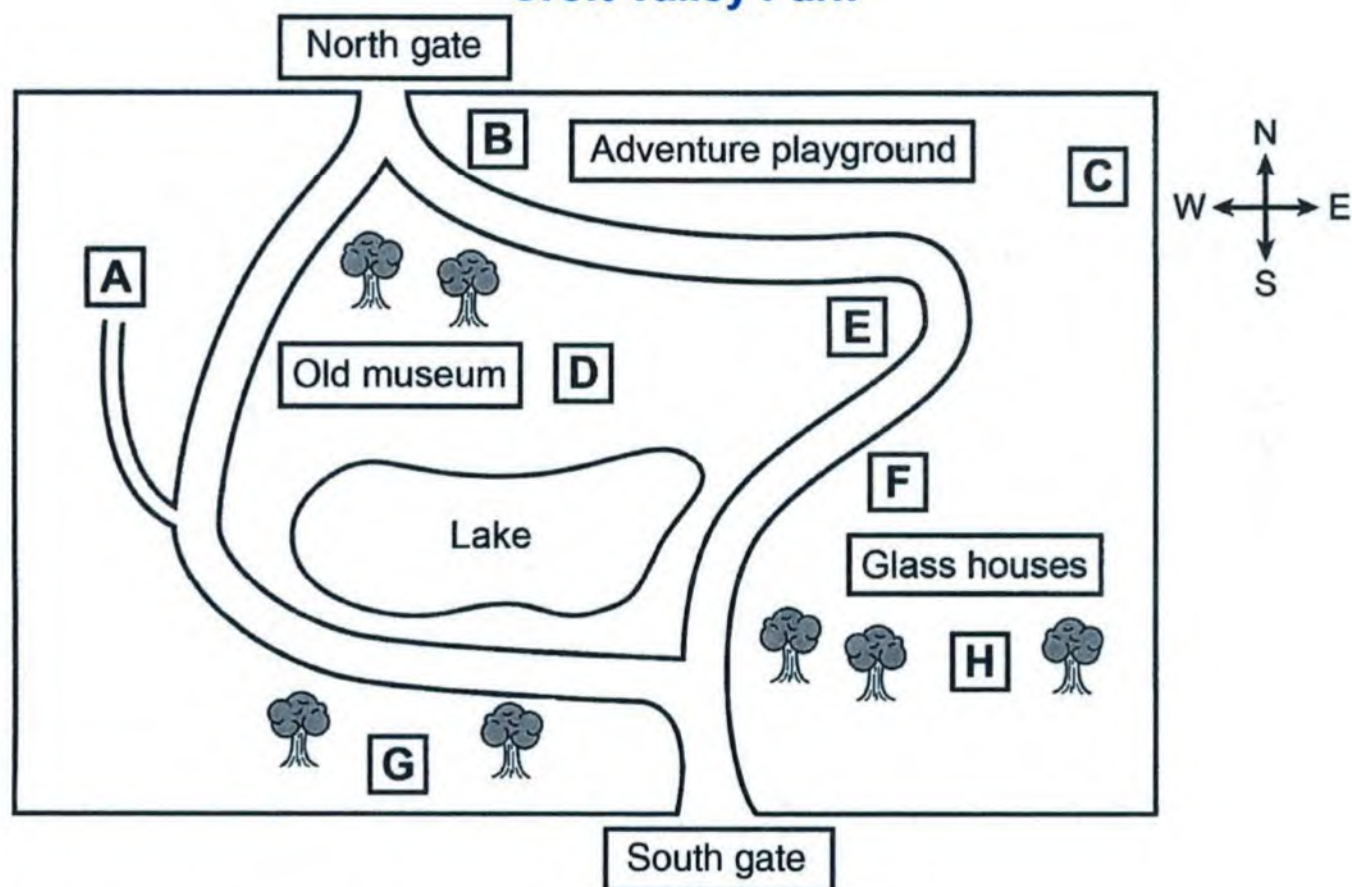 North gate
B
Adventure playground
C
N
W E
S
A
E
Old museum
D
F
Lake
Glass houses
H
G
South gate